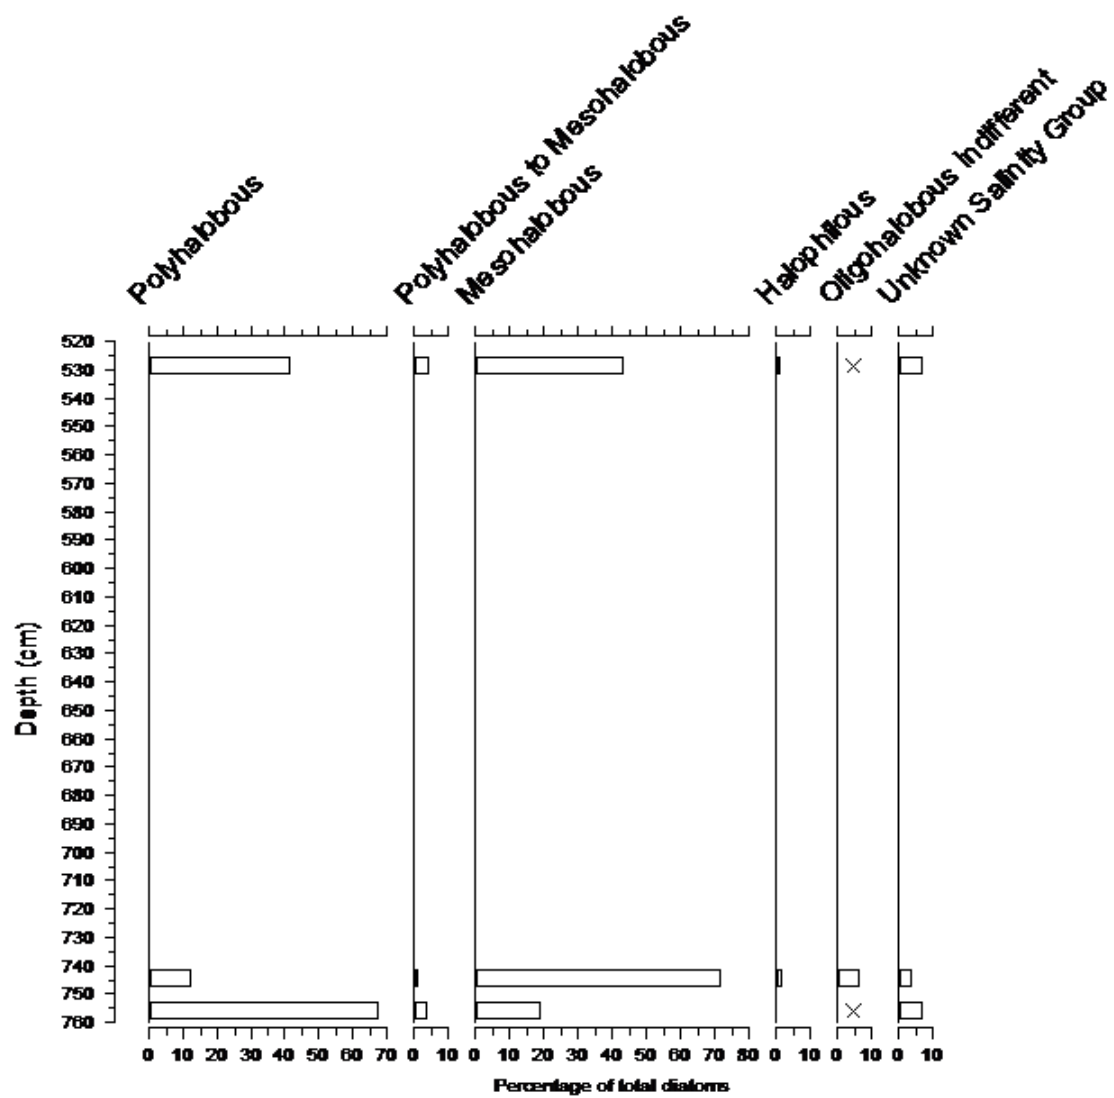 Polyhalobous
Polyhalobous to Mesohalobous
Mesohalobous
Halophilous
Oligohalobous Indifferent
Unknown Salinity Group
520
530
540
550
560
570
580
590
600
610
620
630
640
650
660
670
680
690
700
710
720
730
740
750
760
Depth (cm)
0 10 20 30 40 50 60 70 0 10 0 10 20 30 40 50 60 70 80 0 10 0 10 0 10
Percentage of total diatoms